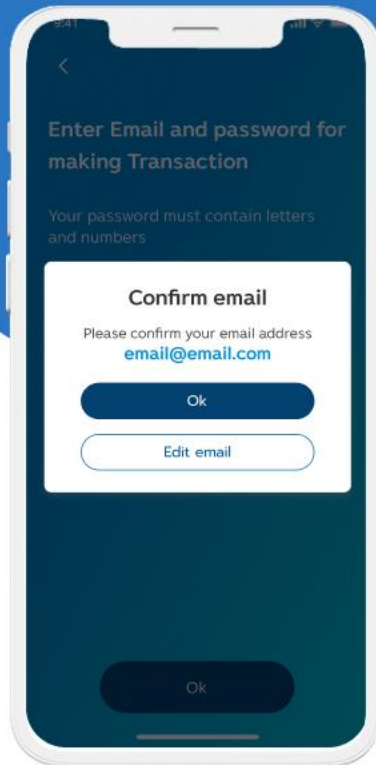 9:41
Enter Email and password for
making Transaction
Your password must contain letters
and numbers
Confirm email
Please confirm your email address
email@email.com
Ok
Edit email
Ok